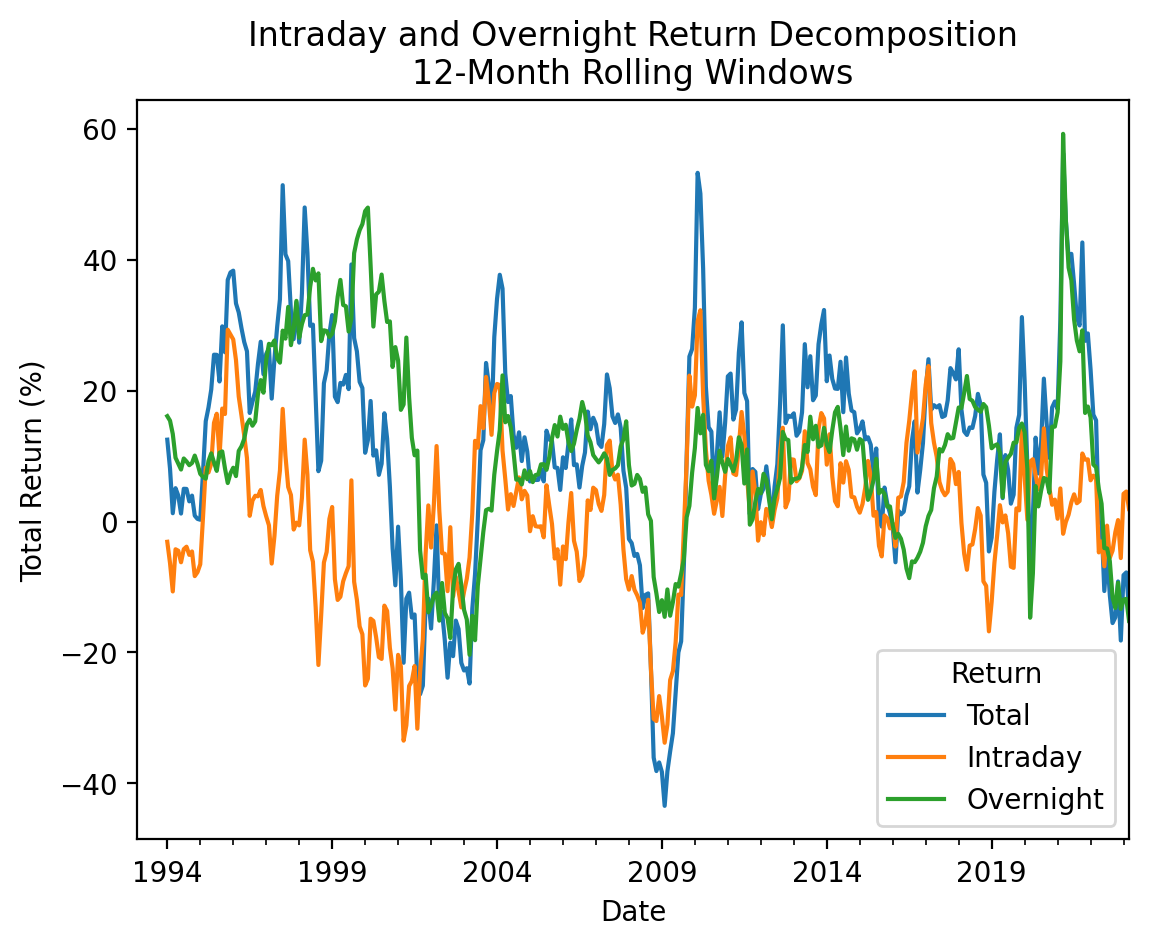 Intraday and Overnight Return Decomposition
12-Month Rolling Windows
Total Return (%)
60
40
20
0
−20
−40
Return
Total
Intraday
Overnight
1994
1999
2004
2009
2014
2019
Date